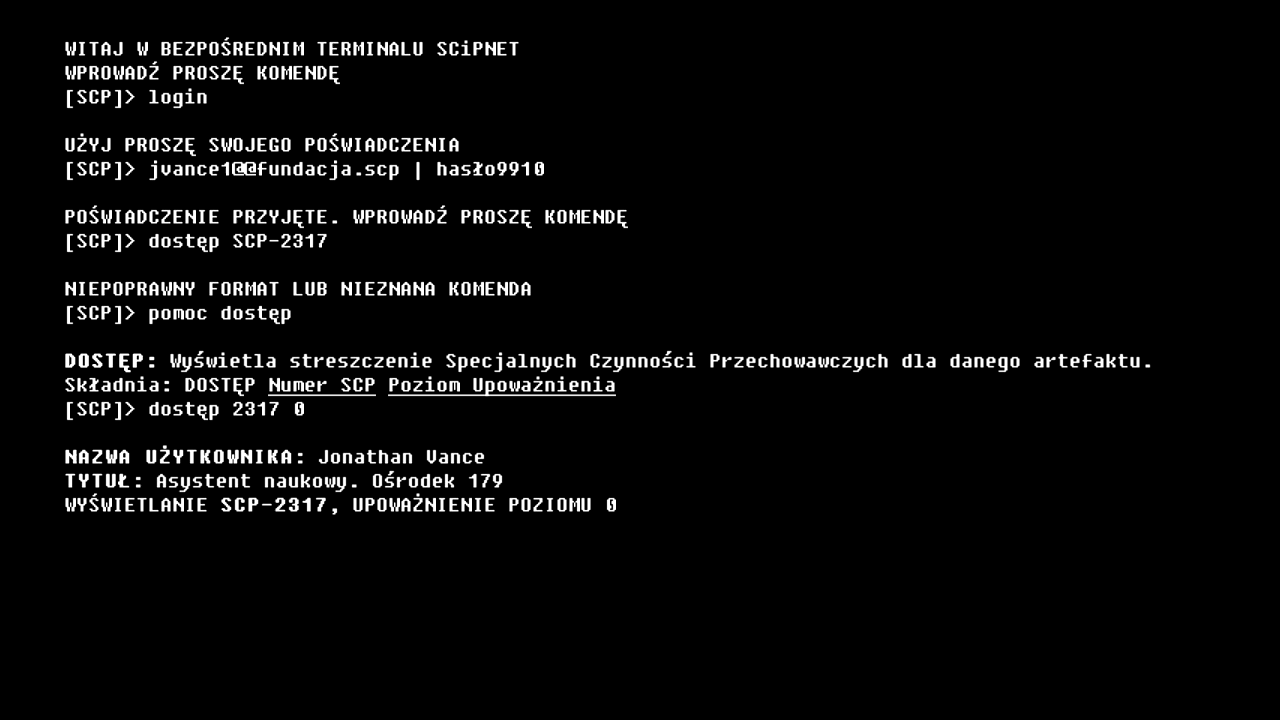 WITAJ W BEZPOŚREDNIM TERMINALU SCiPNET
WPROWADŹ PROSZĘ KOMENDĘ
[SCP]> login
UŻYJ PROSZĘ SWOJEGO POŚWIADCZENIA
[SCP]> jvance1@@fundacja.scp | hasło9910
POŚWIADCZENIE PRZYJĘTE. WPROWADŹ PROSZĘ KOMENDĘ
[SCP]> dostęp SCP-2317
NIEPOPRAWNY FORMAT LUB NIEZNANA KOMENDA
[SCP]> pomoc dostęp
DOSTĘP: Wyświetla streszczenie Specjalnych Czynności Przechowawczych dla danego artefaktu.
Składnia: DOSTĘP Numer SCP Poziom Upoważnienia
[SCP]> dostęp 2317 0
NAZWA UŻYTKOWNIKA: Jonathan Vance
TYTUŁ: Asystent naukowy. Ośrodek 179
WYŚWIETLANIE SCP-2317, UPOWAŻNIENIE POZIOMU 0